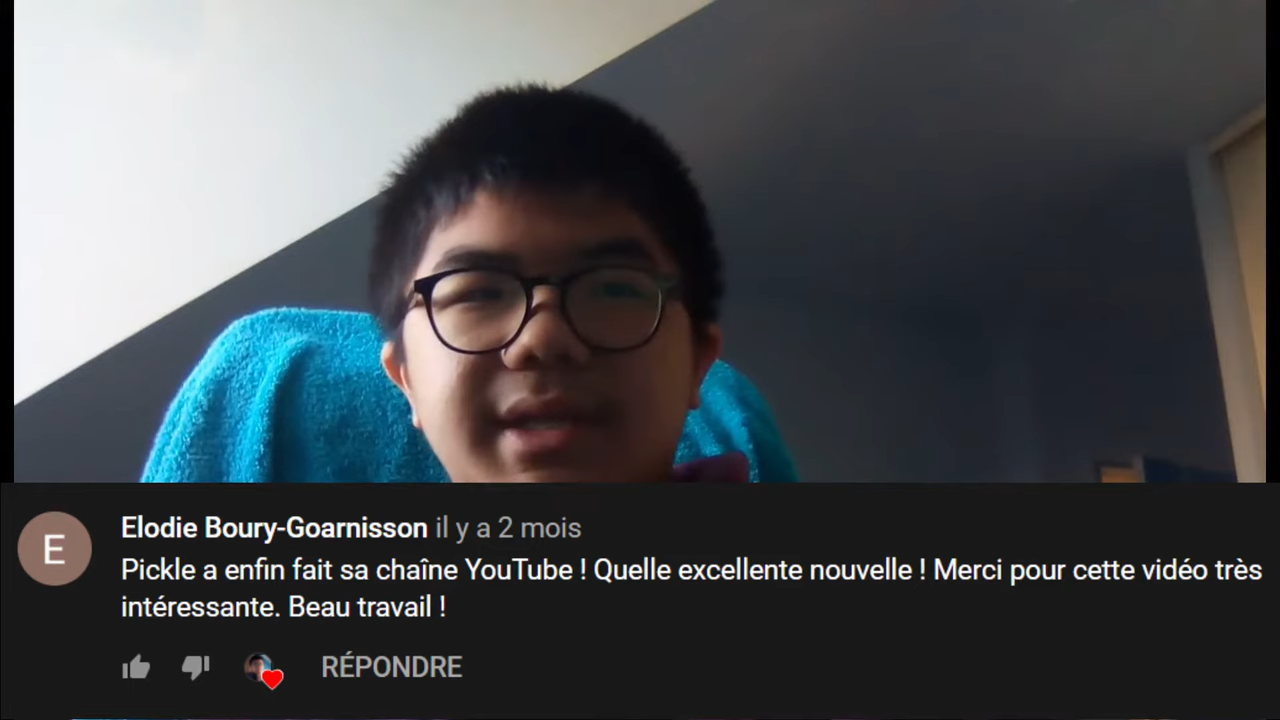 E
Elodie Boury-Goarnisson il y a 2 mois
Pickle a enfin fait sa chaîne YouTube ! Quelle excellente nouvelle ! Merci pour cette vidéo très
intéressante. Beau travail !
RÉPONDRE